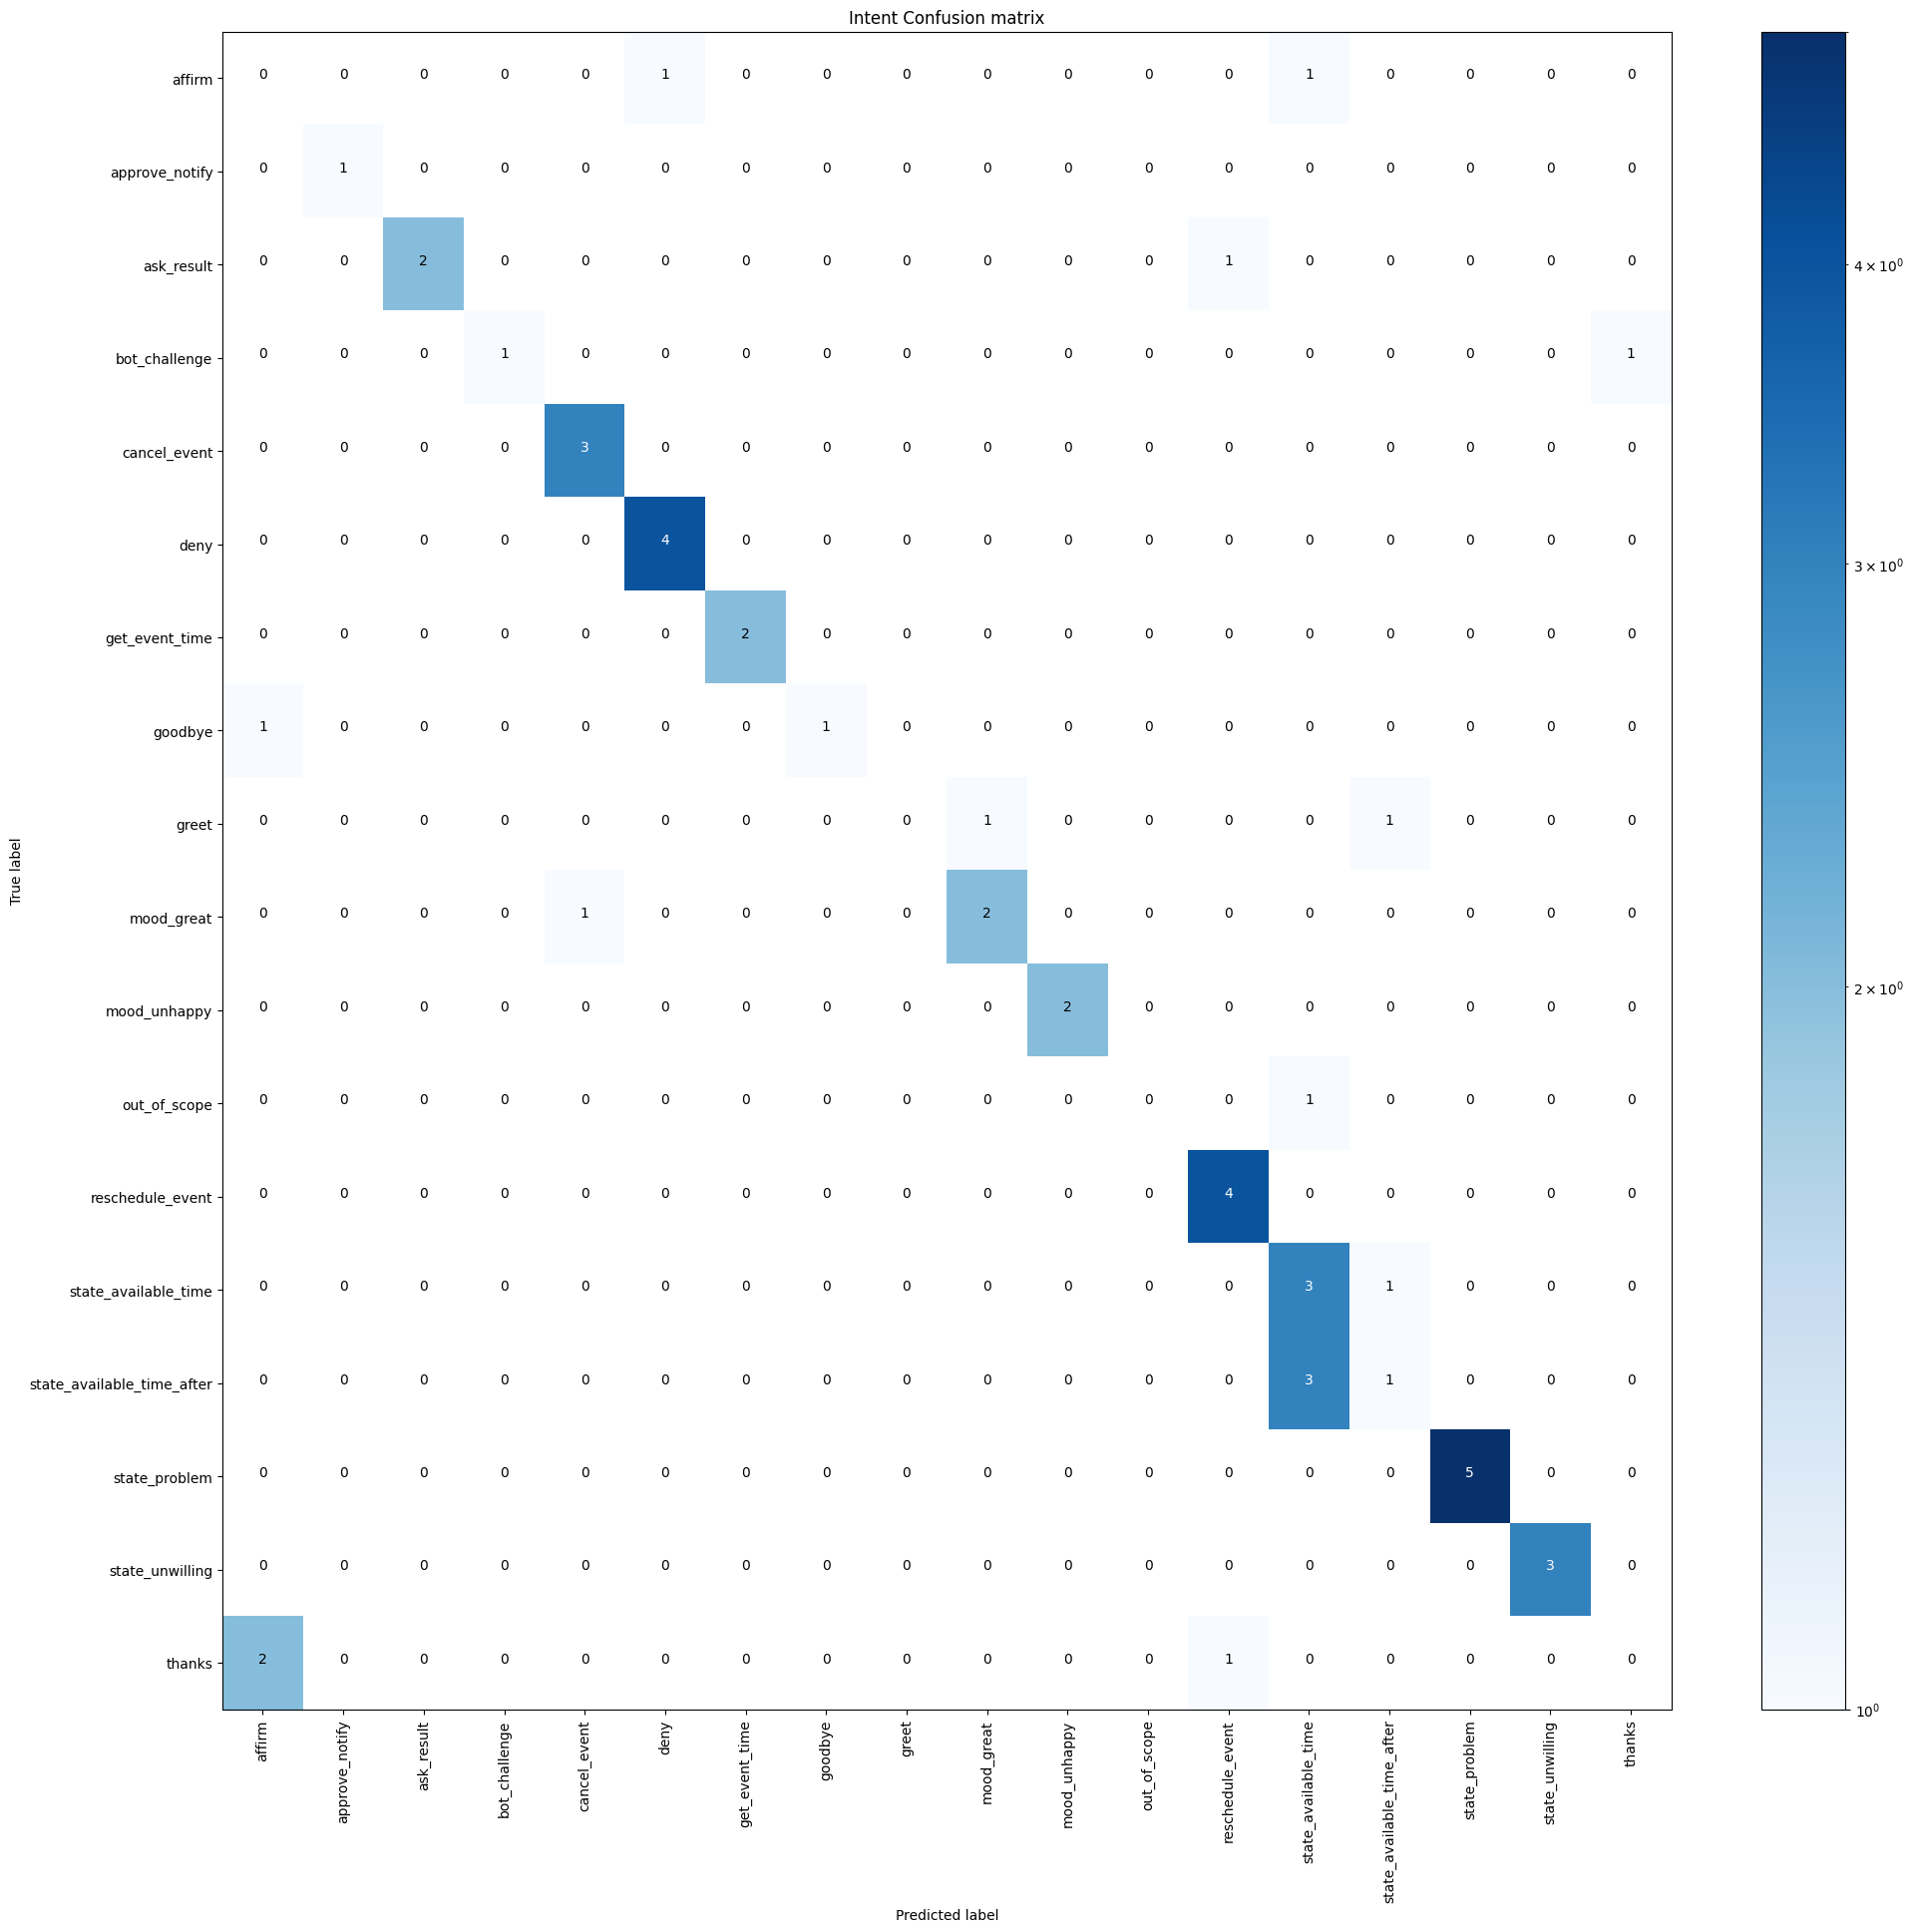 Intent Confusion matrix
affirm 0 0 0 0 0 1 0 0 0 0 0 0 0 1 0 0 0 0
approve_notify 0 1 0 0 0 0 0 0 0 0 0 0 0 0 0 0 0 0
ask_result 0 0 2 0 0 0 0 0 0 0 0 0 1 0 0 0 0 0
4 × 10⁰
bot_challenge 0 0 0 1 0 0 0 0 0 0 0 0 0 0 0 0 0 1
cancel_event 0 0 0 0 3 0 0 0 0 0 0 0 0 0 0 0 0 0
deny 0 0 0 0 0 4 0 0 0 0 0 0 0 0 0 0 0 0
3 × 10⁰
get_event_time 0 0 0 0 0 0 2 0 0 0 0 0 0 0 0 0 0 0
goodbye 1 0 0 0 0 0 0 1 0 0 0 0 0 0 0 0 0 0
greet 0 0 0 0 0 0 0 0 0 1 0 0 0 0 1 0 0 0
True label
mood_great 0 0 0 0 1 0 0 0 0 2 0 0 0 0 0 0 0 0
2 × 10⁰
mood_unhappy 0 0 0 0 0 0 0 0 0 0 2 0 0 0 0 0 0 0
out_of_scope 0 0 0 0 0 0 0 0 0 0 0 0 0 1 0 0 0 0
reschedule_event 0 0 0 0 0 0 0 0 0 0 0 0 4 0 0 0 0 0
state_available_time 0 0 0 0 0 0 0 0 0 0 0 0 0 3 1 0 0 0
state_available_time_after 0 0 0 0 0 0 0 0 0 0 0 0 0 3 1 0 0 0
state_problem 0 0 0 0 0 0 0 0 0 0 0 0 0 0 0 5 0 0
state_unwilling 0 0 0 0 0 0 0 0 0 0 0 0 0 0 0 0 3 0
thanks 2 0 0 0 0 0 0 0 0 0 0 0 1 0 0 0 0 0
10⁰
affirm
approve_notify
ask_result
bot_challenge
cancel_event
deny
get_event_time
goodbye
greet
mood_great
mood_unhappy
out_of_scope
reschedule_event
state_available_time
state_available_time_after
state_problem
state_unwilling
thanks
Predicted label